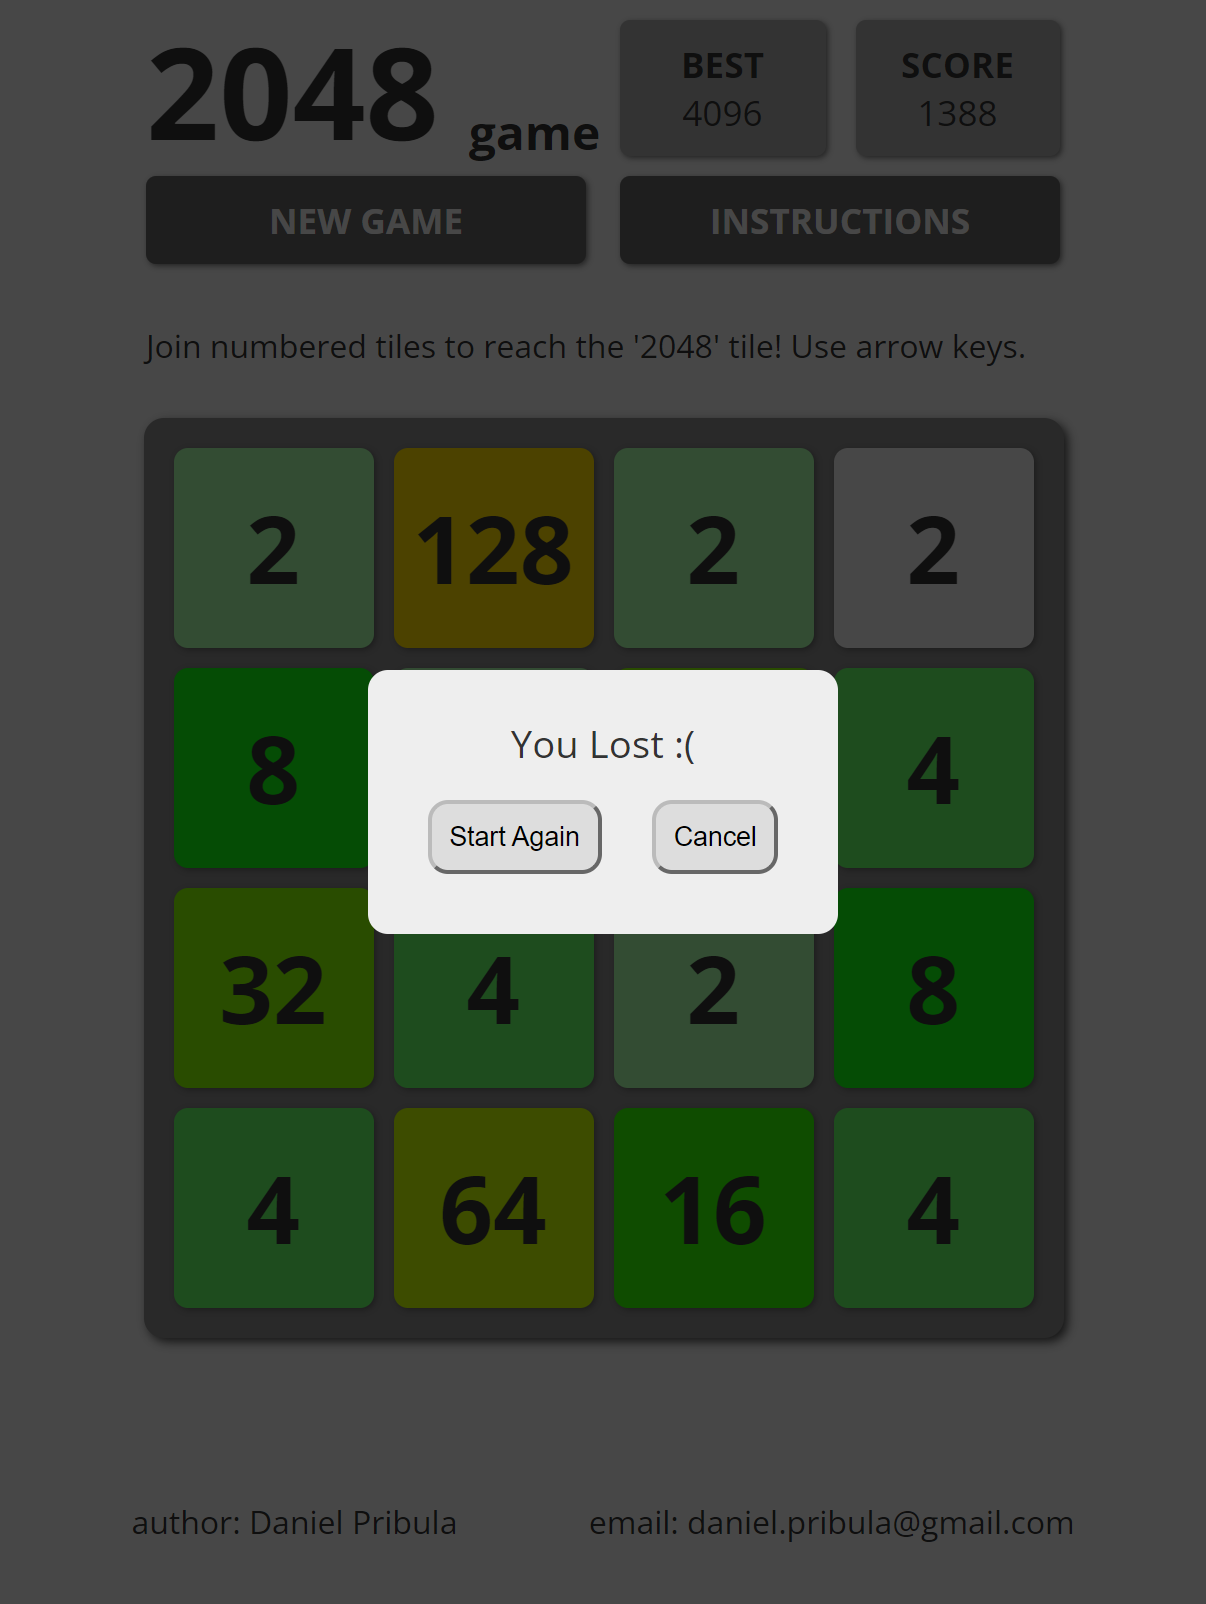 2048 game
BEST
4096
SCORE
1388
NEW GAME
INSTRUCTIONS
Join numbered tiles to reach the '2048' tile! Use arrow keys.
2 128 2 2
8 4
You Lost :(
Start Again Cancel
32 4 2 8
4 64 16 4
author: Daniel Pribula email: daniel.pribula@gmail.com